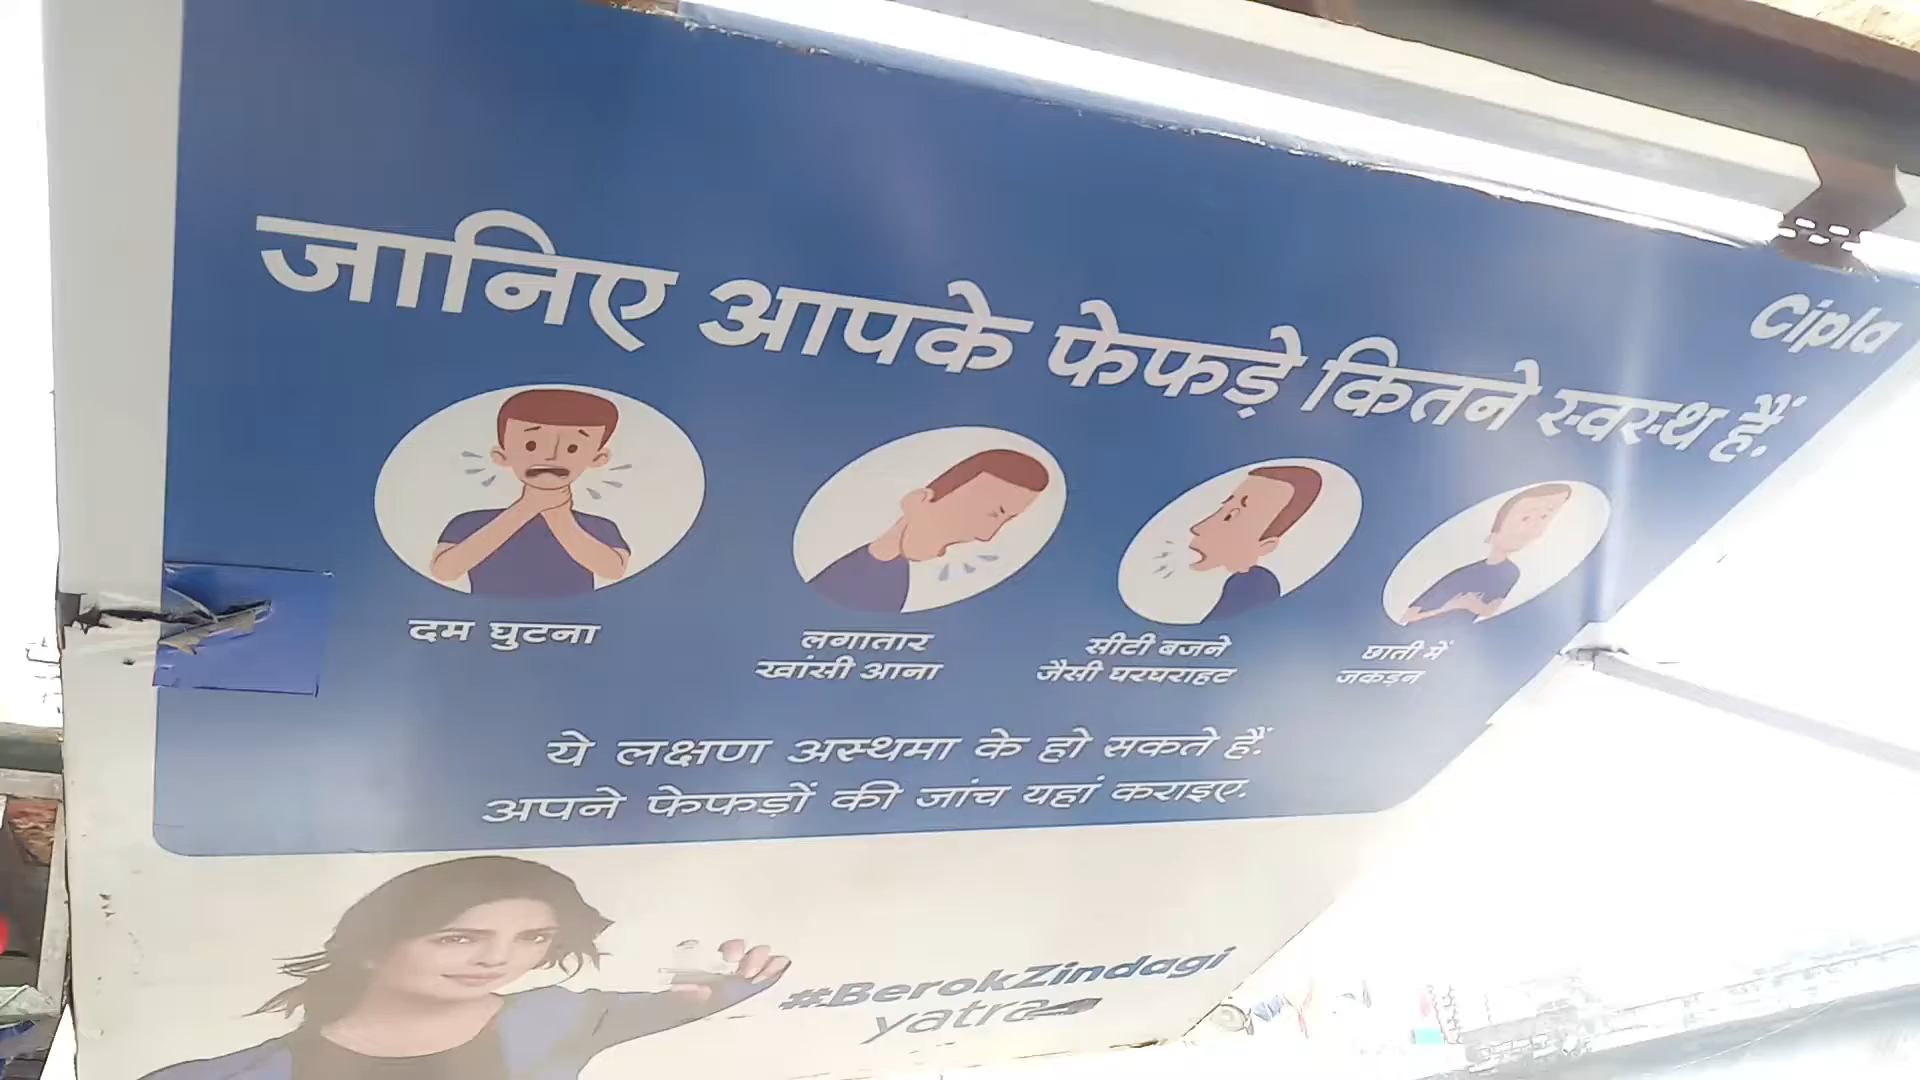 Cipla
जानिए आपके फेफड़े कितने स्वस्थ हैं.
दम घुटना
लगातार
खांसी आना
सीटी बजने
जैसी घरघराहट
छाती में
जकड़न
ये लक्षण अस्थमा के हो सकते हैं.
अपने फेफड़ों की जांच यहां कराइए.
#BerokZindagi
yatra